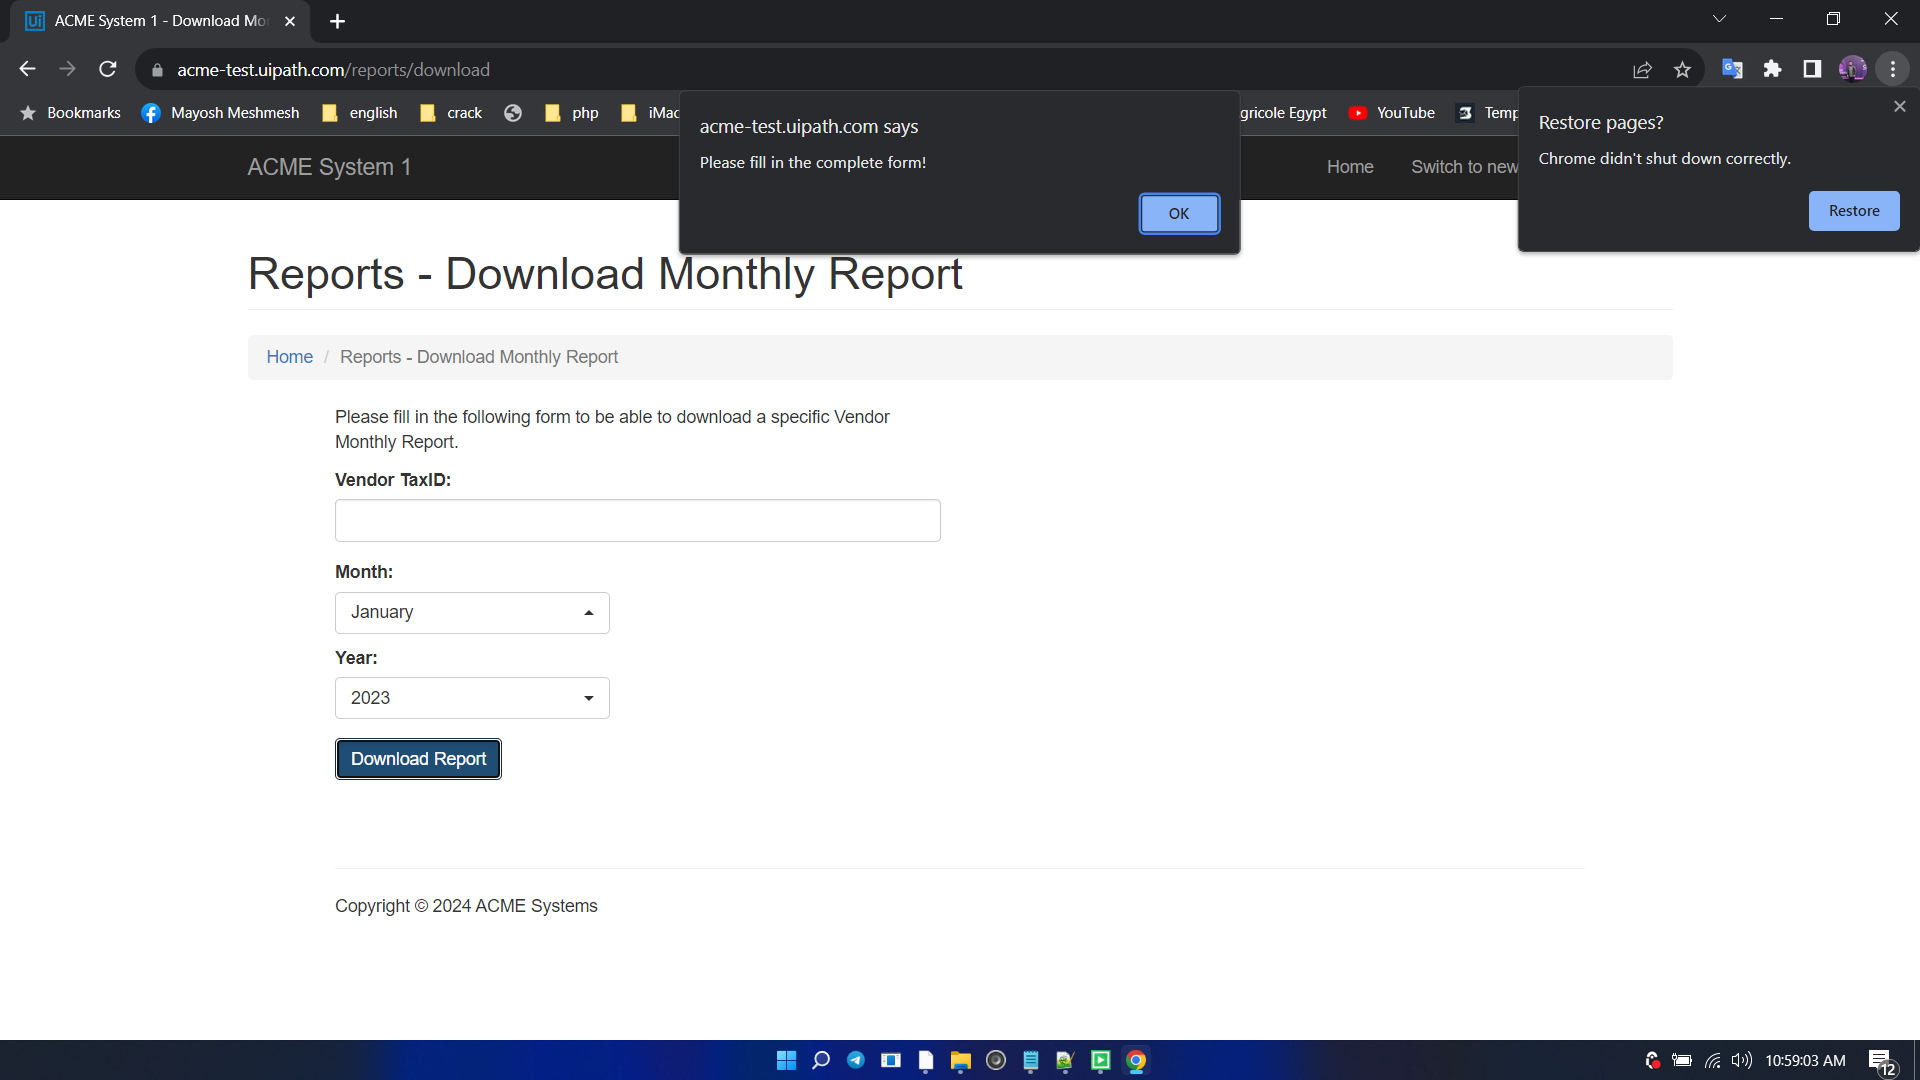 ACME System 1 - Download Mo
acme-test.uipath.com/reports/download
Bookmarks
Mayosh Meshmesh
english
crack
php
iMac
gricole Egypt
YouTube
Temp
acme-test.uipath.com says
Please fill in the complete form!
OK
Restore pages?
Chrome didn't shut down correctly.
Restore
ACME System 1
Home
Switch to new
Reports - Download Monthly Report
Home / Reports - Download Monthly Report
Please fill in the following form to be able to download a specific Vendor
Monthly Report.
Vendor TaxID:
Month:
January
Year:
2023
Download Report
Copyright © 2024 ACME Systems
10:59:03 AM
12